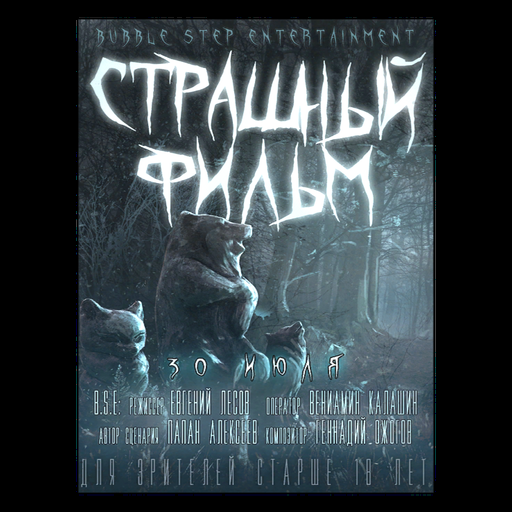 BUBBLE STEP ENTERTAINMENT
СТРАШНЫЙ
ФИЛЬМ
30 ИЮЛЯ
B.S.E: РЕЖИССЕР ЕВГЕНИЙ ЛЕСОВ ОПЕРАТОР ВЕНИАМИН КАЛАШИН
АВТОР СЦЕНАРИЯ ПАПАН АЛЕКСЕЕВ КОМПОЗИТОР ГЕННАДИЙ ОЖОГОВ
ДЛЯ ЗРИТЕЛЕЙ СТАРШЕ 18 ЛЕТ